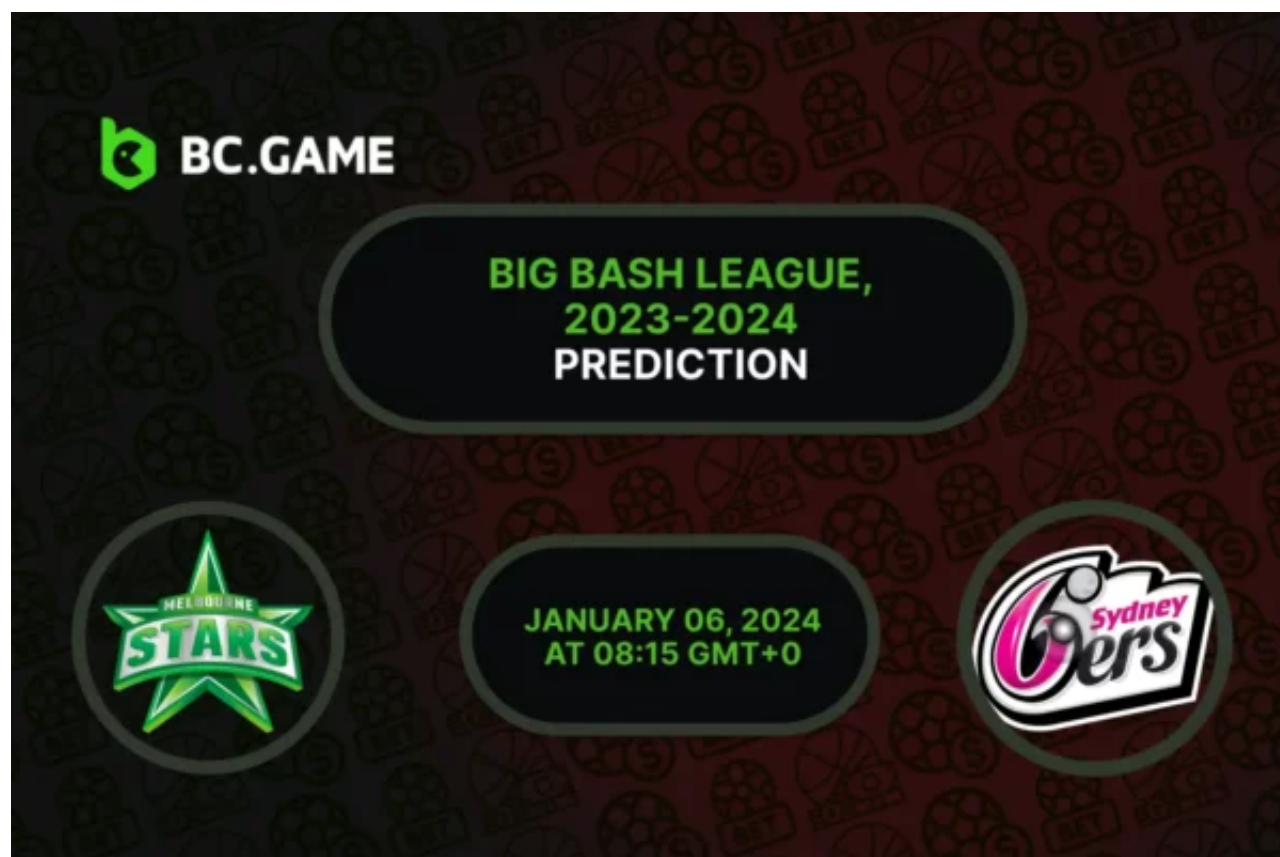 BC.GAME
BIG BASH LEAGUE,
2023-2024
PREDICTION
MELBOURNE
STARS
JANUARY 06, 2024
AT 08:15 GMT+0
Sydney
6ers